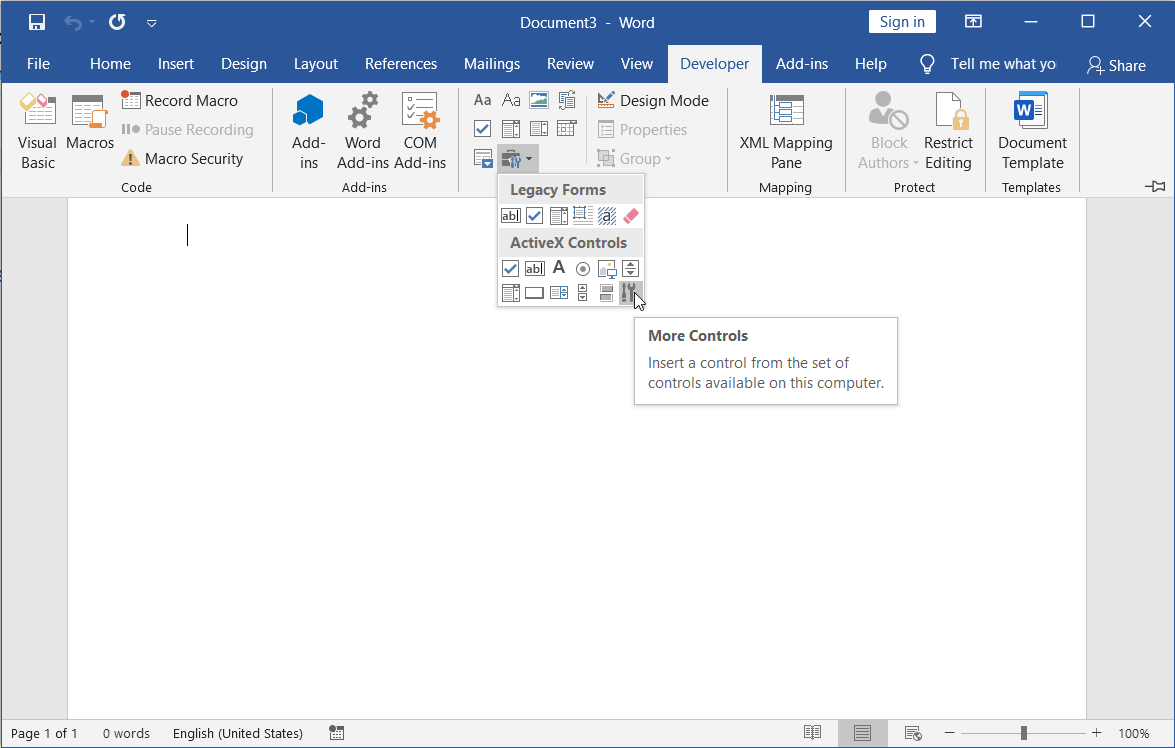 Document3 - Word
Sign in
File Home Insert Design Layout References Mailings Review View Developer Add-ins Help Tell me what yo Share
Visual
Basic
Macros
Record Macro
Pause Recording
Macro Security
Code
Add-
ins
Word
Add-ins
COM
Add-ins
Add-ins
Aa Aa
Design Mode
Properties
Group
XML Mapping
Pane
Mapping
Block
Authors
Restrict
Editing
Protect
W
Document
Template
Templates
Legacy Forms
ab a
ActiveX Controls
ab A
More Controls
Insert a control from the set of
controls available on this computer.
Page 1 of 1 0 words English (United States) 100%